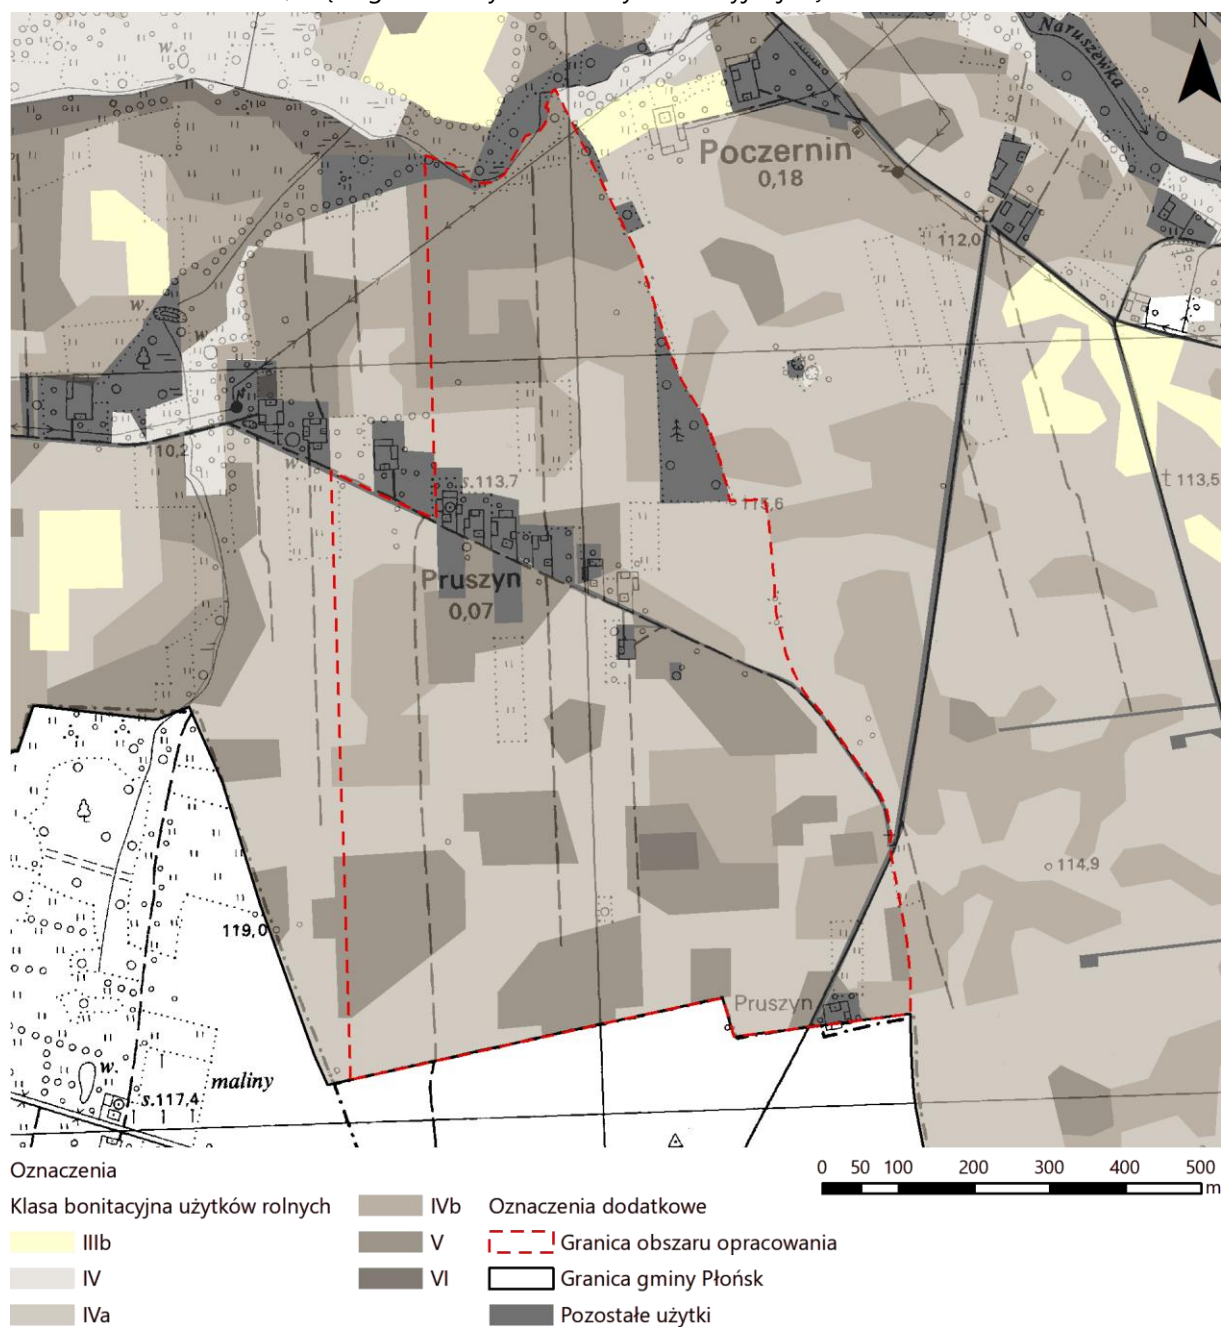 N
Naruszewka
w.
Poczernin
0,18
112,0
w.
w.
110,2
w.
s.113,7
113,5
115,6
Pruszyn
0,07
114,9
119,0
Pruszyn
w.
maliny
s.117,4
Oznaczenia
Klasa bonitacyjna użytków rolnych
IIIb
IV
IVa
IVb
V
VI
Oznaczenia dodatkowe
Granica obszaru opracowania
Granica gminy Płońsk
Pozostałe użytki
0 50 100 200 300 400 500
m